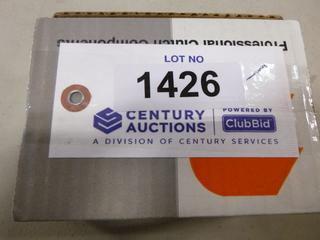 Professional Clutch Components
LOT NO
1426
CENTURY
AUCTIONS
POWERED BY
ClubBid
A DIVISION OF CENTURY SERVICES